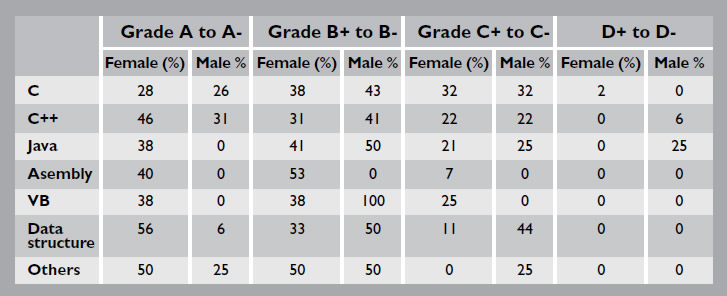 Grade A to A- Grade B+ to B- Grade C+ to C- D+ to D-
Female (%) Male % Female (%) Male % Female (%) Male % Female (%) Male %
C 28 26 38 43 32 32 2 0
C++ 46 31 31 41 22 22 0 6
Java 38 0 41 50 21 25 0 25
Asembly 40 0 53 0 7 0 0 0
VB 38 0 38 100 25 0 0 0
Data structure 56 6 33 50 11 44 0 0
Others 50 25 50 50 0 25 0 0